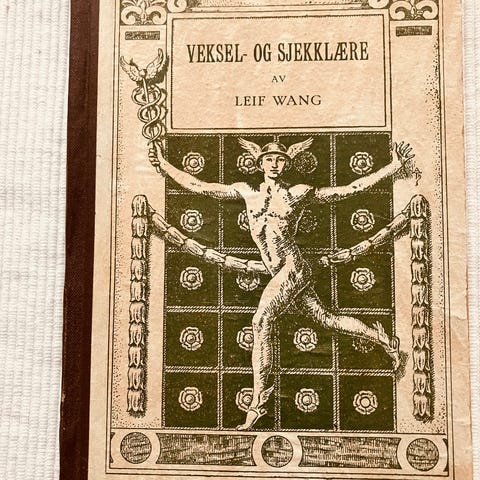 VEKSEL- OG SJEKKLÆRE
AV
LEIF WANG